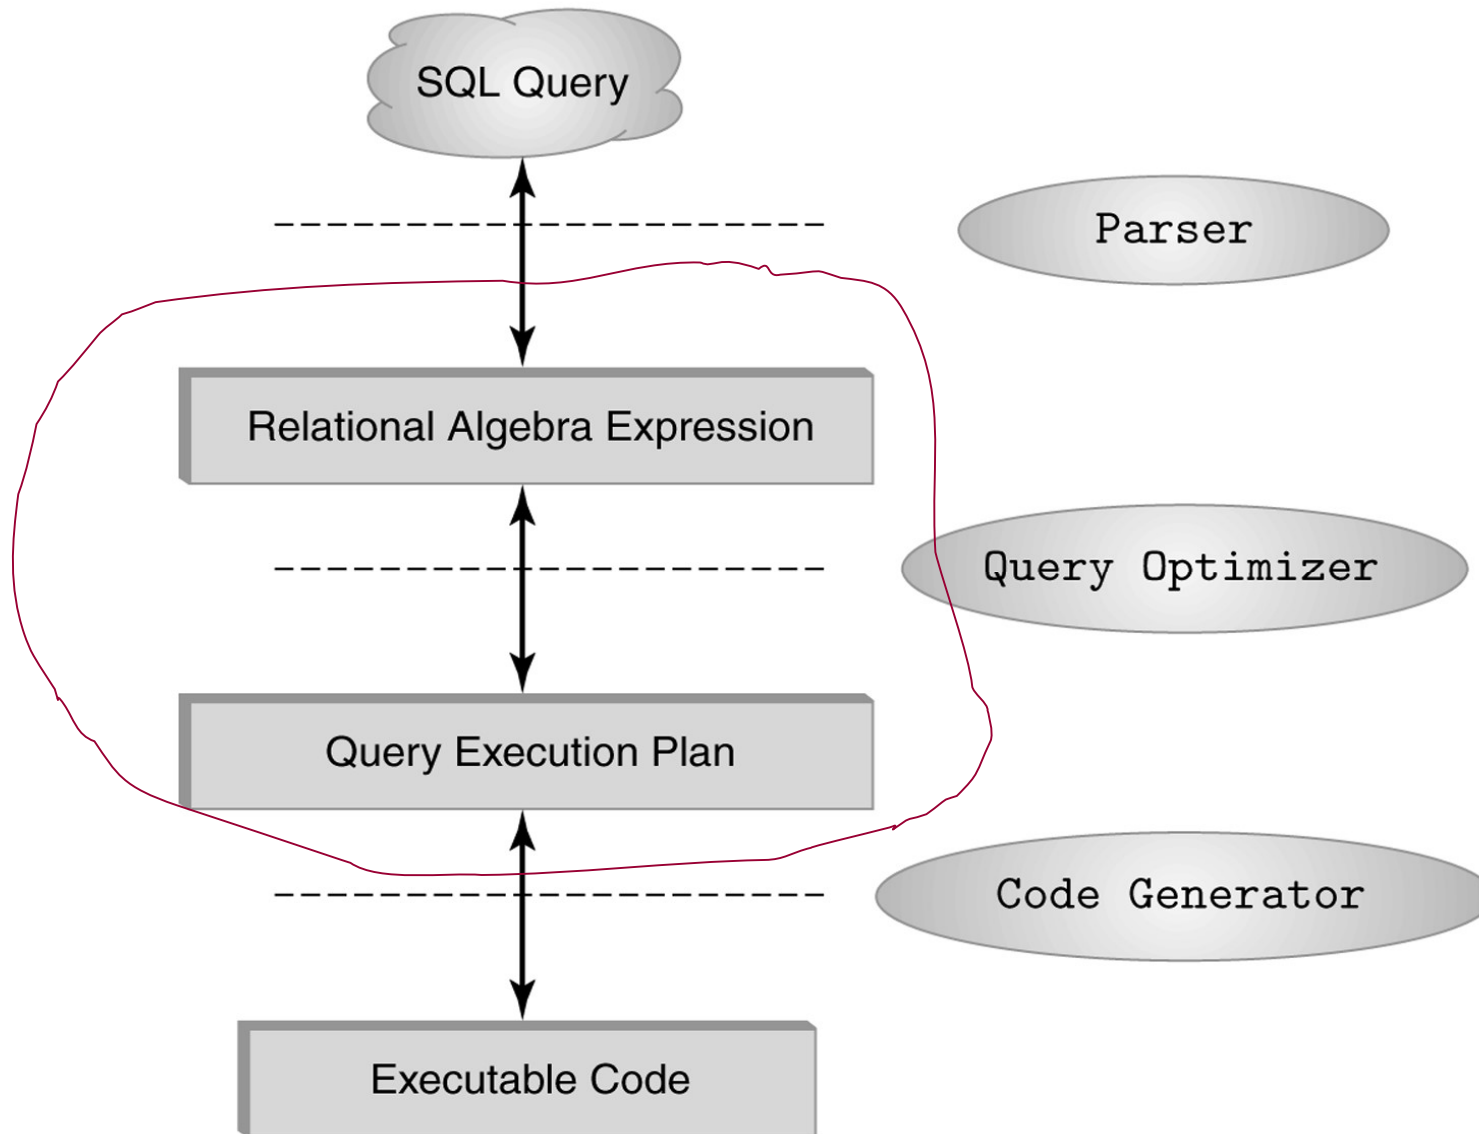 SQL Query
Parser
Relational Algebra Expression
Query Optimizer
Query Execution Plan
Code Generator
Executable Code